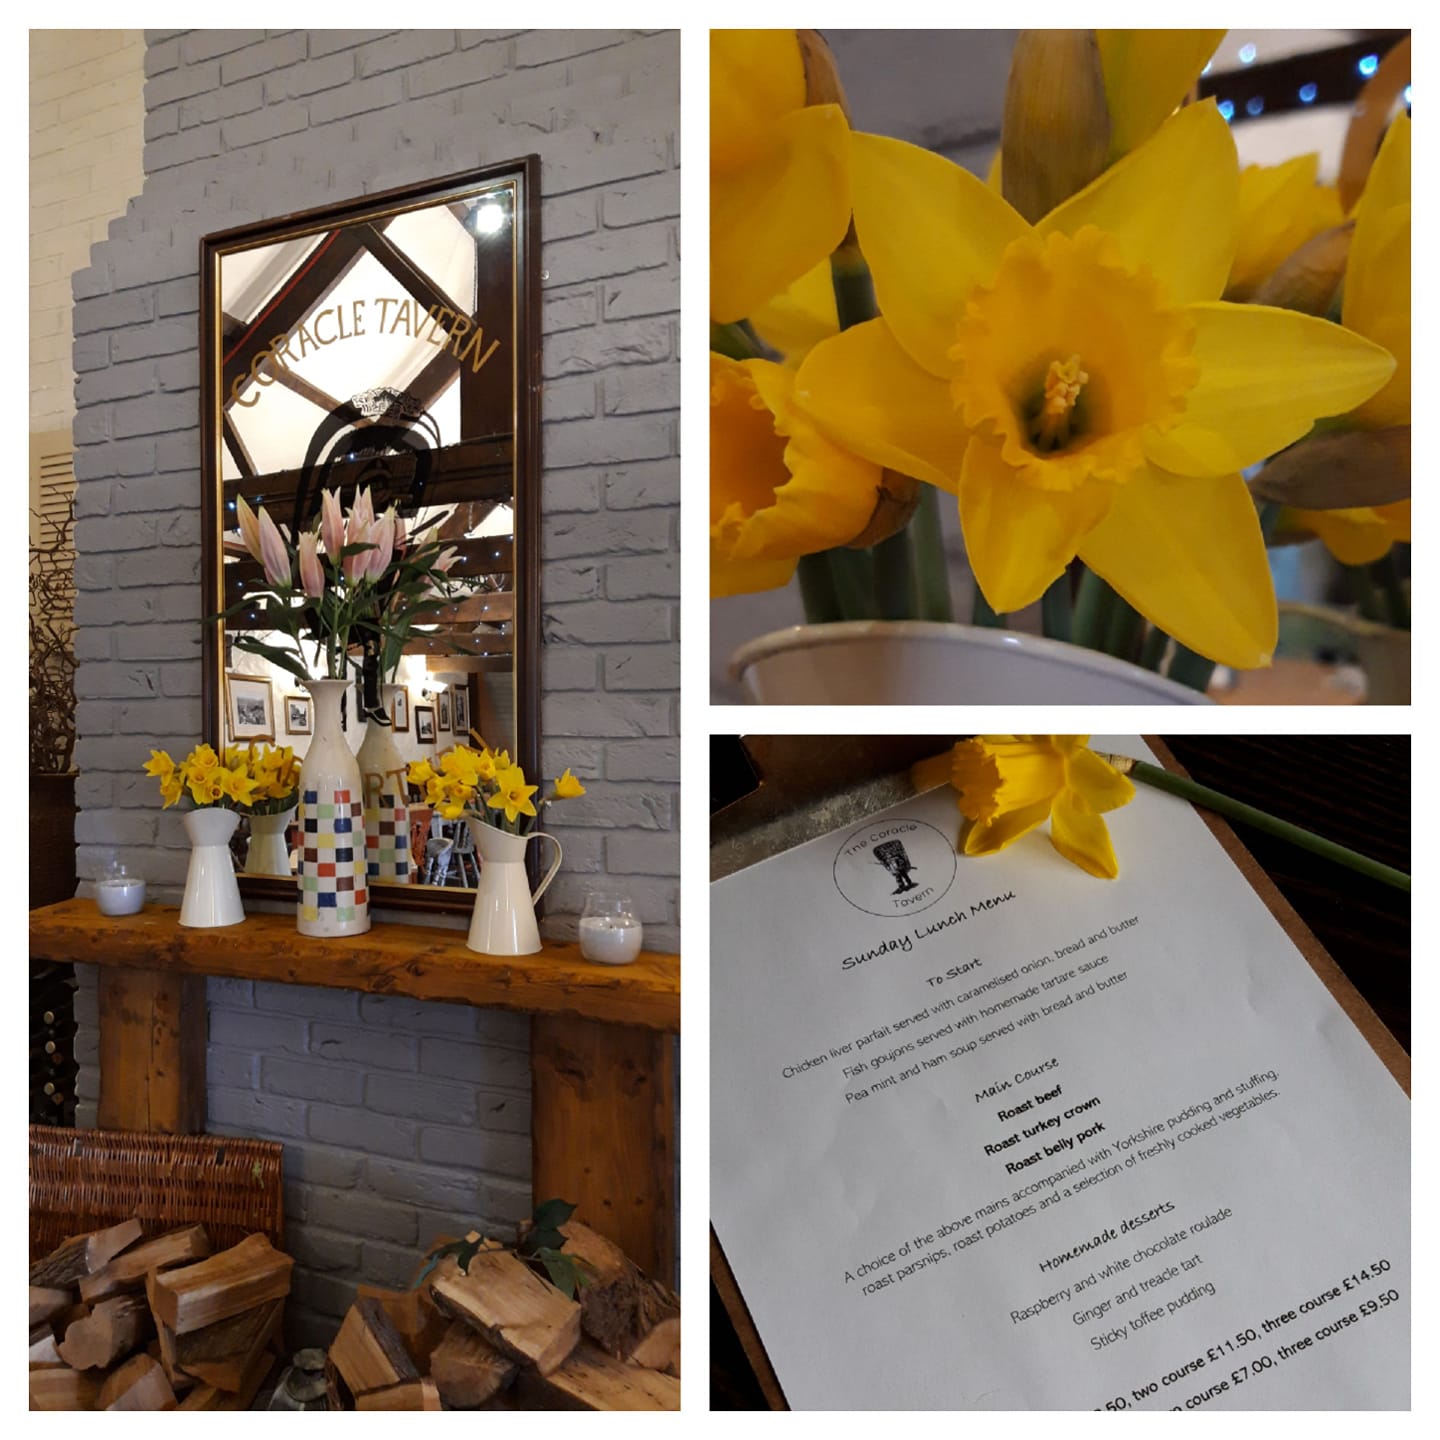 CORACLE TAVERN
The Coracle
Tavern
Sunday Lunch Menu
To Start
Chicken liver parfait served with caramelised onion, bread and butter
Fish goujons served with homemade tartare sauce
Pea mint and ham soup served with bread and butter
Main Course
Roast beef
Roast turkey crown
Roast belly pork
A choice of the above mains accompanied with Yorkshire pudding and stuffing,
roast parsnips, roast potatoes and a selection of freshly cooked vegetables.
Homemade desserts
Raspberry and white chocolate roulade
Ginger and treacle tart
Sticky toffee pudding
.50, two course £11.50, three course £14.50
course £7.00, three course £9.50